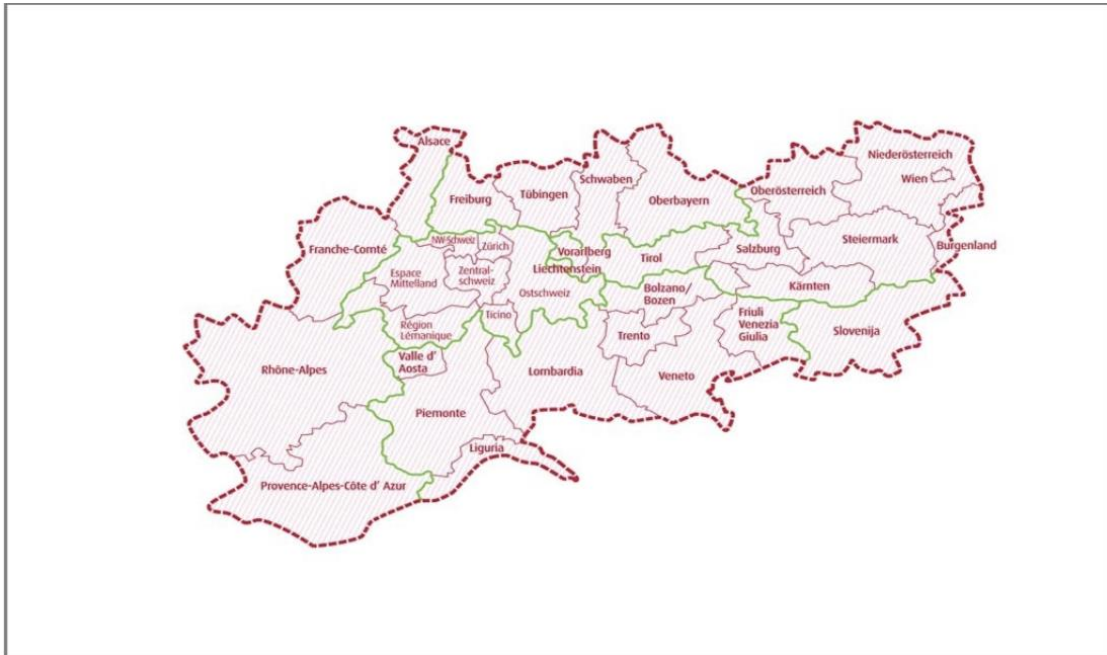 Alsace
Niederösterreich
Wien
Schwaben
Freiburg
Tübingen
Oberbayern
Oberösterreich
Franche-Comté
NW-Schweiz
Zürich
Vorarlberg
Tirol
Salzburg
Steiermark
Burgenland
Liechtenstein
Espace
Mittelland
Zentral-
schweiz
Ostschweiz
Bolzano/
Bozen
Kärnten
Région
Lémanique
Ticino
Trento
Friuli
Venezia
Giulia
Slovenija
Valle d'
Aosta
Rhône-Alpes
Lombardia
Veneto
Piemonte
Liguria
Provence-Alpes-Côte d' Azur